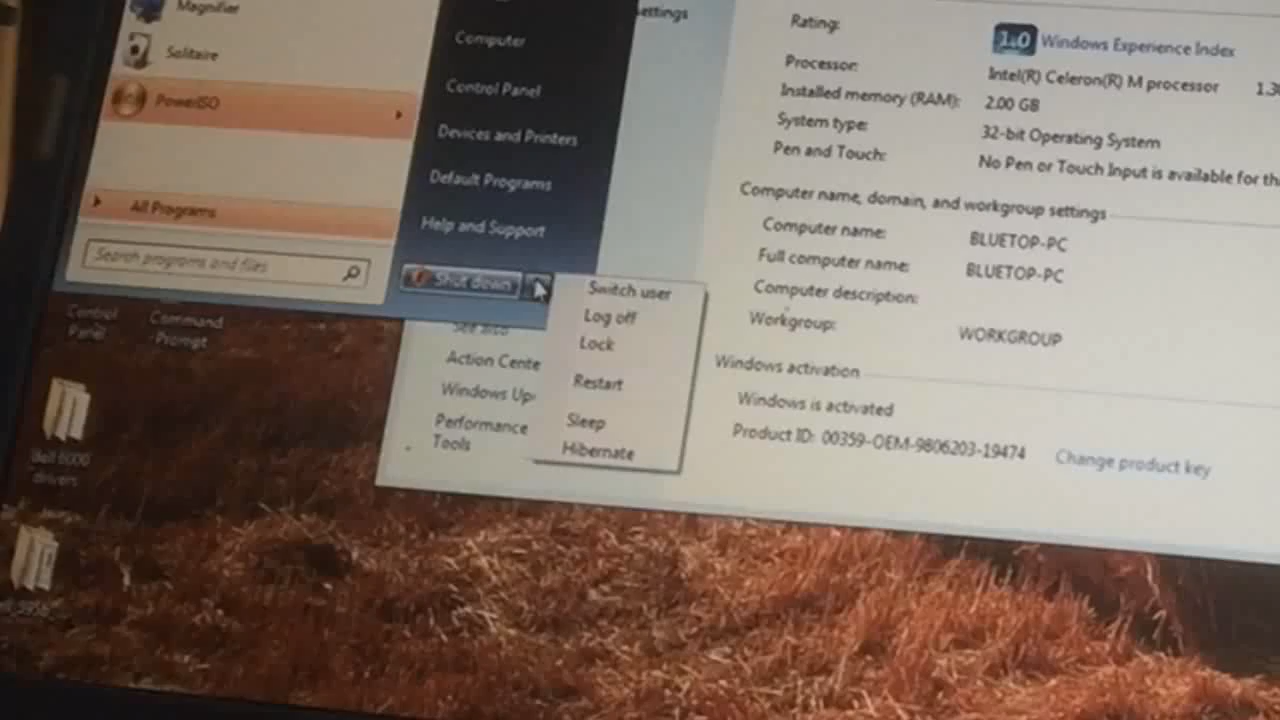 Magnifier
Solitaire
PowerISO
All Programs
Search programs and files
Computer
Control Panel
Devices and Printers
Default Programs
Help and Support
Shut down
Switch user
Log off
Lock
Restart
Sleep
Hibernate
Control Panel
Command Prompt
drivers
See also
Action Cente
Windows Up
Performance
Tools
settings
Rating: 1.0 Windows Experience Index
Processor: Intel(R) Celeron(R) M processor 1.30
Installed memory (RAM): 2.00 GB
System type: 32-bit Operating System
Pen and Touch: No Pen or Touch Input is available for th
Computer name, domain, and workgroup settings
Computer name: BLUETOP-PC
Full computer name: BLUETOP-PC
Computer description:
Workgroup: WORKGROUP
Windows activation
Windows is activated
Product ID: 00359-OEM-9806203-19474 Change product key